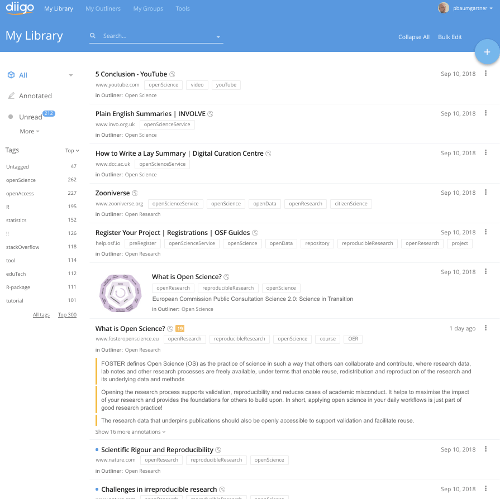 diigo My Library My Outliners My Groups Tools pbaumgartner
My Library Search... Collapse All Bulk Edit
All
Annotated
Unread 212
More
Tags Top
Untagged 47
openScience 262
openAccess 227
R 195
statistics 152
126
stackOverflow 118
tool 114
eduTech 112
R-package 111
tutorial 101
All tags Top 300
5 Conclusion - YouTube Sep 10, 2018
www.youtube.com openScience video youtube
in Outliner: Open Science
Plain English Summaries | INVOLVE Sep 10, 2018
www.invo.org.uk openScienceService
in Outliner: Open Science
How to Write a Lay Summary | Digital Curation Centre Sep 10, 2018
www.dcc.ac.uk openScienceService
in Outliner: Open Science
Zooniverse Sep 10, 2018
www.zooniverse.org openScienceService openScience openData openResearch citizenScience
in Outliner: Open Research
Register Your Project | Registrations | OSF Guides Sep 10, 2018
help.osf.io preRegister openScienceService openScience openData repository reproducibleResearch openResearch project
in Outliner: Open Research
What is Open Science? Sep 10, 2018
openResearch reproducibleResearch openScience
European Commission Public Consultation Science 2.0: Science in Transition
in Outliner: Open Science
What is Open Science? 1 day ago
www.fosteropenscience.eu openResearch reproducibleResearch openScience course OER
in Outliner: Open Research
FOSTER defines Open Science (OS) as the practice of science in such a way that others can collaborate and contribute, where research data,
lab notes and other research processes are freely available, under terms that enable reuse, redistribution and reproduction of the research and
its underlying data and methods
Opening the research process supports validation, reproducibility and reduces cases of academic misconduct. It helps to maximise the impact
of your research and provides the foundations for others to build upon. In short, applying open science in your daily workflows is just part of
good research practice!
The research data that underpins publications should also be openly accessible to support validation and facilitate reuse.
Show 16 more annotations
Scientific Rigour and Reproducibility Sep 10, 2018
www.nature.com openResearch reproducibleResearch openScience
in Outliner: Open Research
Challenges in irreproducible research Sep 10, 2018